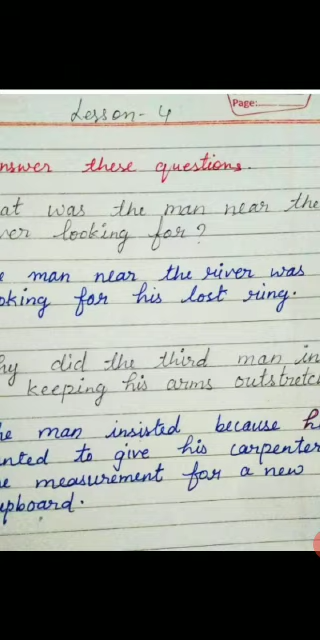 Lesson - 4
Page:
nswer these questions.
at was the man near the
ver looking for?
e man near the river was
oking for his lost ring.
hy did the third man in
keeping his arms outstretc
he man insisted because h
nted to give his carpenter
e measurement for a new
upboard.